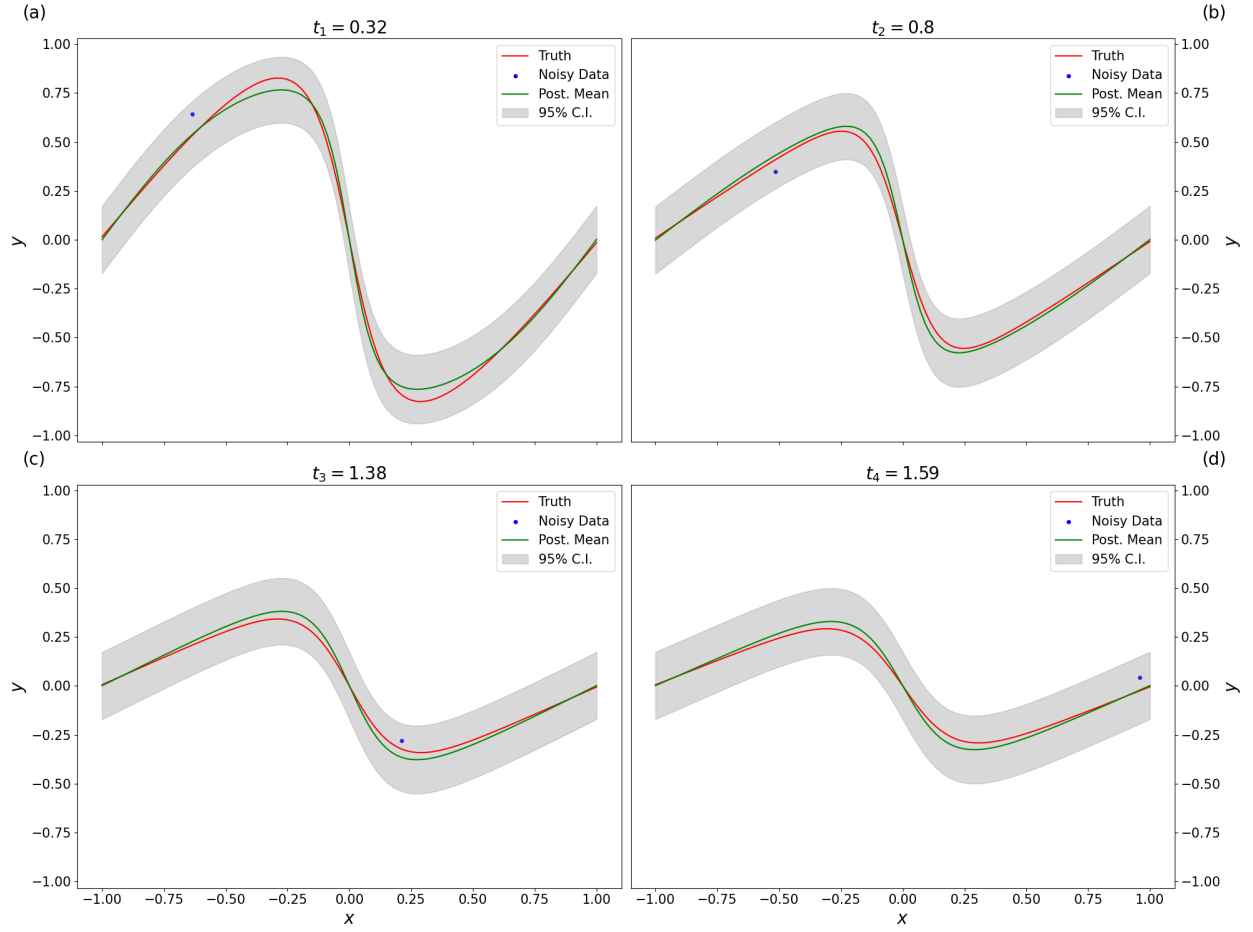 (a)
t₁ = 0.32
1.00
0.75
0.50
0.25
0.00
−0.25
−0.50
−0.75
−1.00
y
Truth
Noisy Data
Post. Mean
95% C.I.
(b)
t₂ = 0.8
1.00
0.75
0.50
0.25
0.00
−0.25
−0.50
−0.75
−1.00
y
Truth
Noisy Data
Post. Mean
95% C.I.
(c)
t₃ = 1.38
1.00
0.75
0.50
0.25
0.00
−0.25
−0.50
−0.75
−1.00
y
Truth
Noisy Data
Post. Mean
95% C.I.
−1.00 −0.75 −0.50 −0.25 0.00 0.25 0.50 0.75 1.00
x
(d)
t₄ = 1.59
1.00
0.75
0.50
0.25
0.00
−0.25
−0.50
−0.75
−1.00
y
Truth
Noisy Data
Post. Mean
95% C.I.
−1.00 −0.75 −0.50 −0.25 0.00 0.25 0.50 0.75 1.00
x